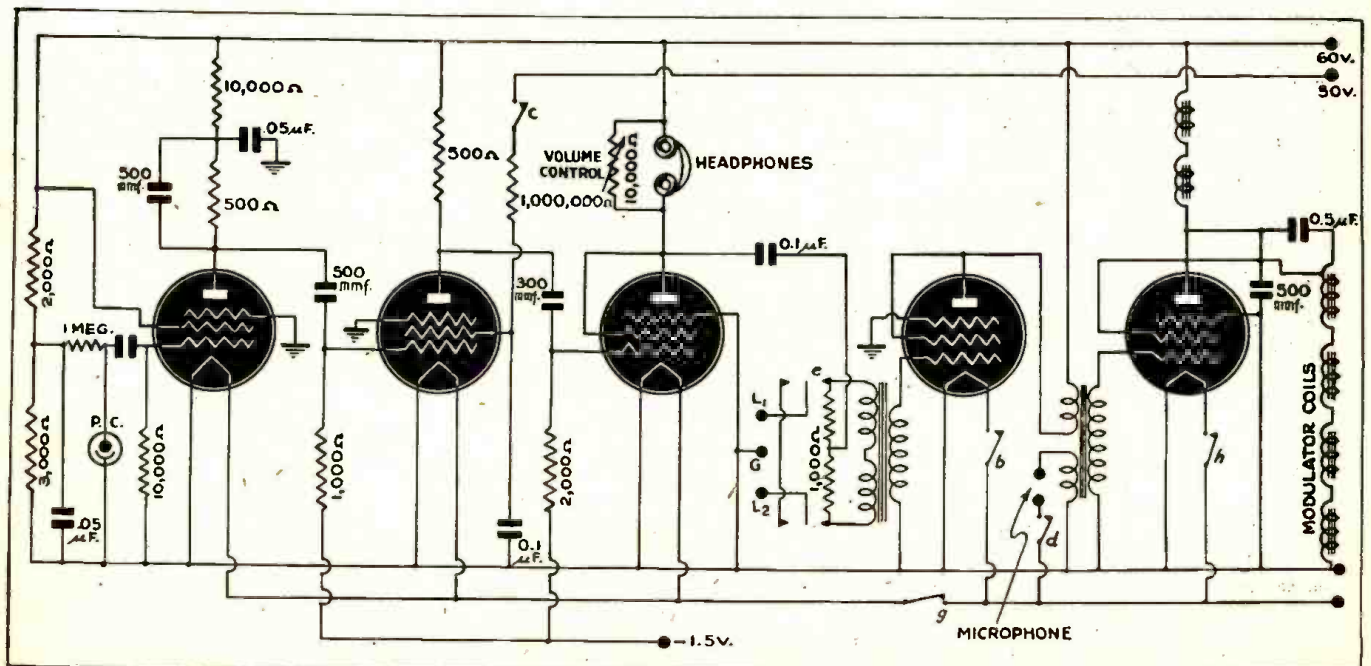 60v.
50v.
10,000Ω
.05µF.
500
mmf.
500Ω
500Ω
c
1,000,000Ω
VOLUME
CONTROL
10,000Ω
HEADPHONES
0.5µF.
2,000Ω
500
mmf.
300
mmf.
0.1µF.
500
mmf.
1 MEG.
P.C.
3,000Ω
.05
µF.
10,000Ω
1,000Ω
0.1
µF.
2,000Ω
L1
G
L2
e
1,000Ω
b
d
h
MODULATOR COILS
g
MICROPHONE
-1.5v.